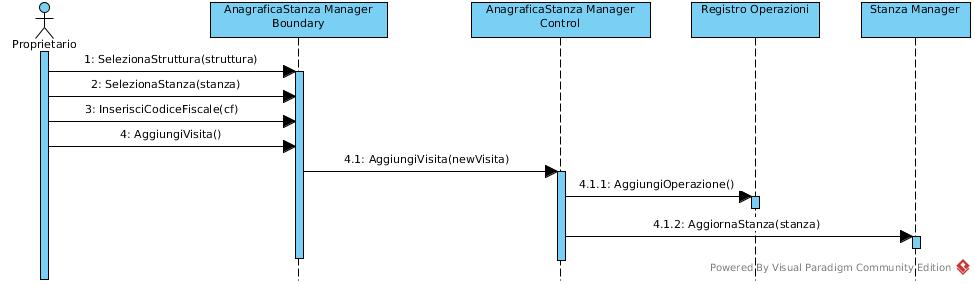 AnagraficaStanza Manager
Boundary
AnagraficaStanza Manager
Control
Registro Operazioni
Stanza Manager
Proprietario
1: SelezionaStruttura(struttura)
2: SelezionaStanza(stanza)
3: InserisciCodiceFiscale(cf)
4: AggiungiVisita()
4.1: AggiungiVisita(newVisita)
4.1.1: AggiungiOperazione()
4.1.2: AggiornaStanza(stanza)
Powered By Visual Paradigm Community Edition